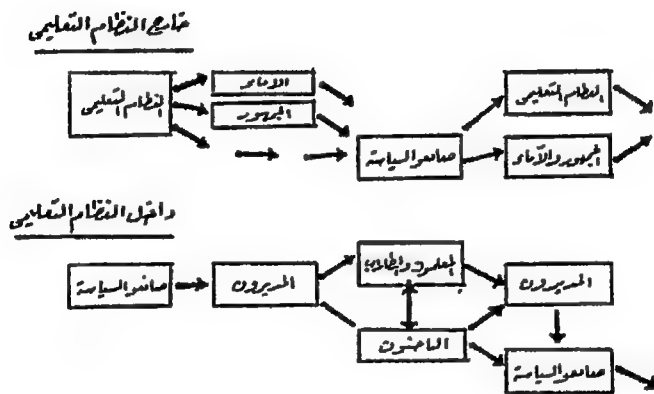 خارج النظام التعليمي
النظام التعليمي
الآباء
الجمهور
صانعو السياسة
النظام التعليمي
الجمهور والآباء
داخل النظام التعليمي
صانعو السياسة
المديرون
المعلمون والطلاب
الباحثون
المديرون
صانعو السياسة